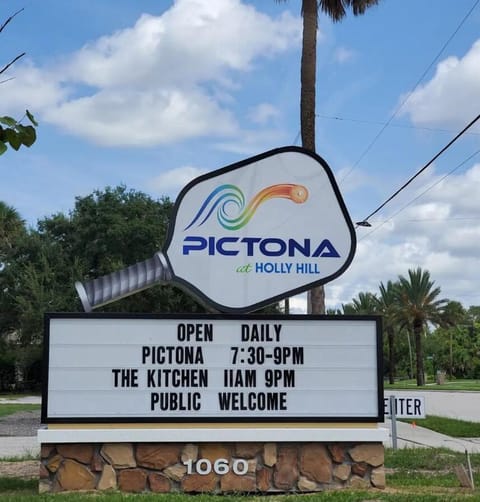 PICTONA
at HOLLY HILL
OPEN DAILY
PICTONA 7:30-9PM
THE KITCHEN 11AM 9PM
PUBLIC WELCOME
ENTER
1060